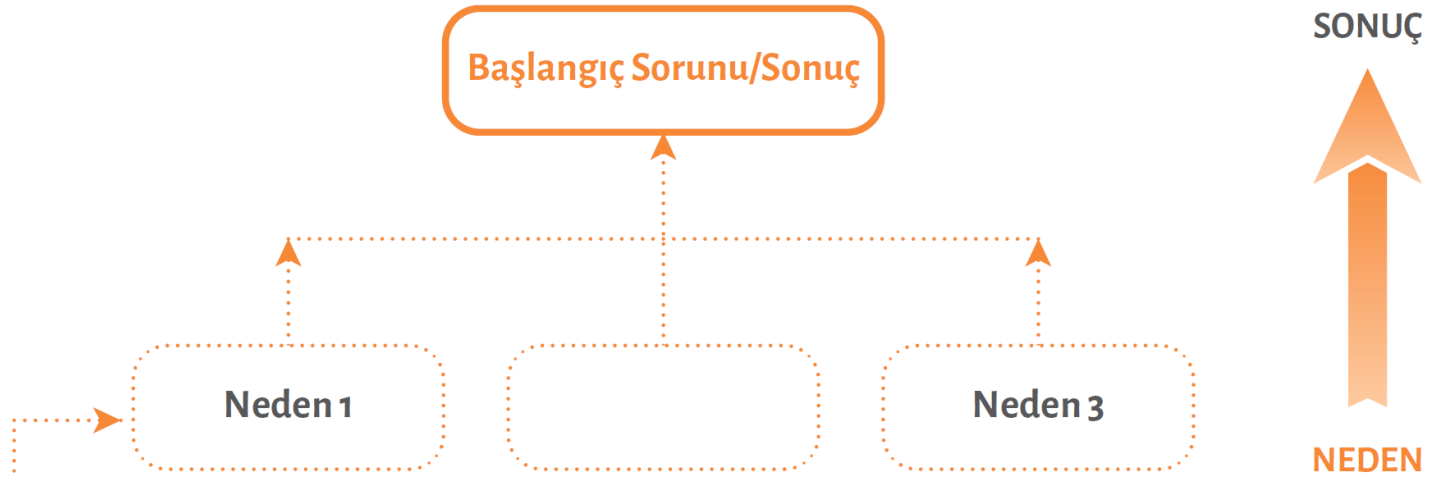 Başlangıç Sorunu/Sonuç
SONUÇ
Neden 1
Neden 3
NEDEN